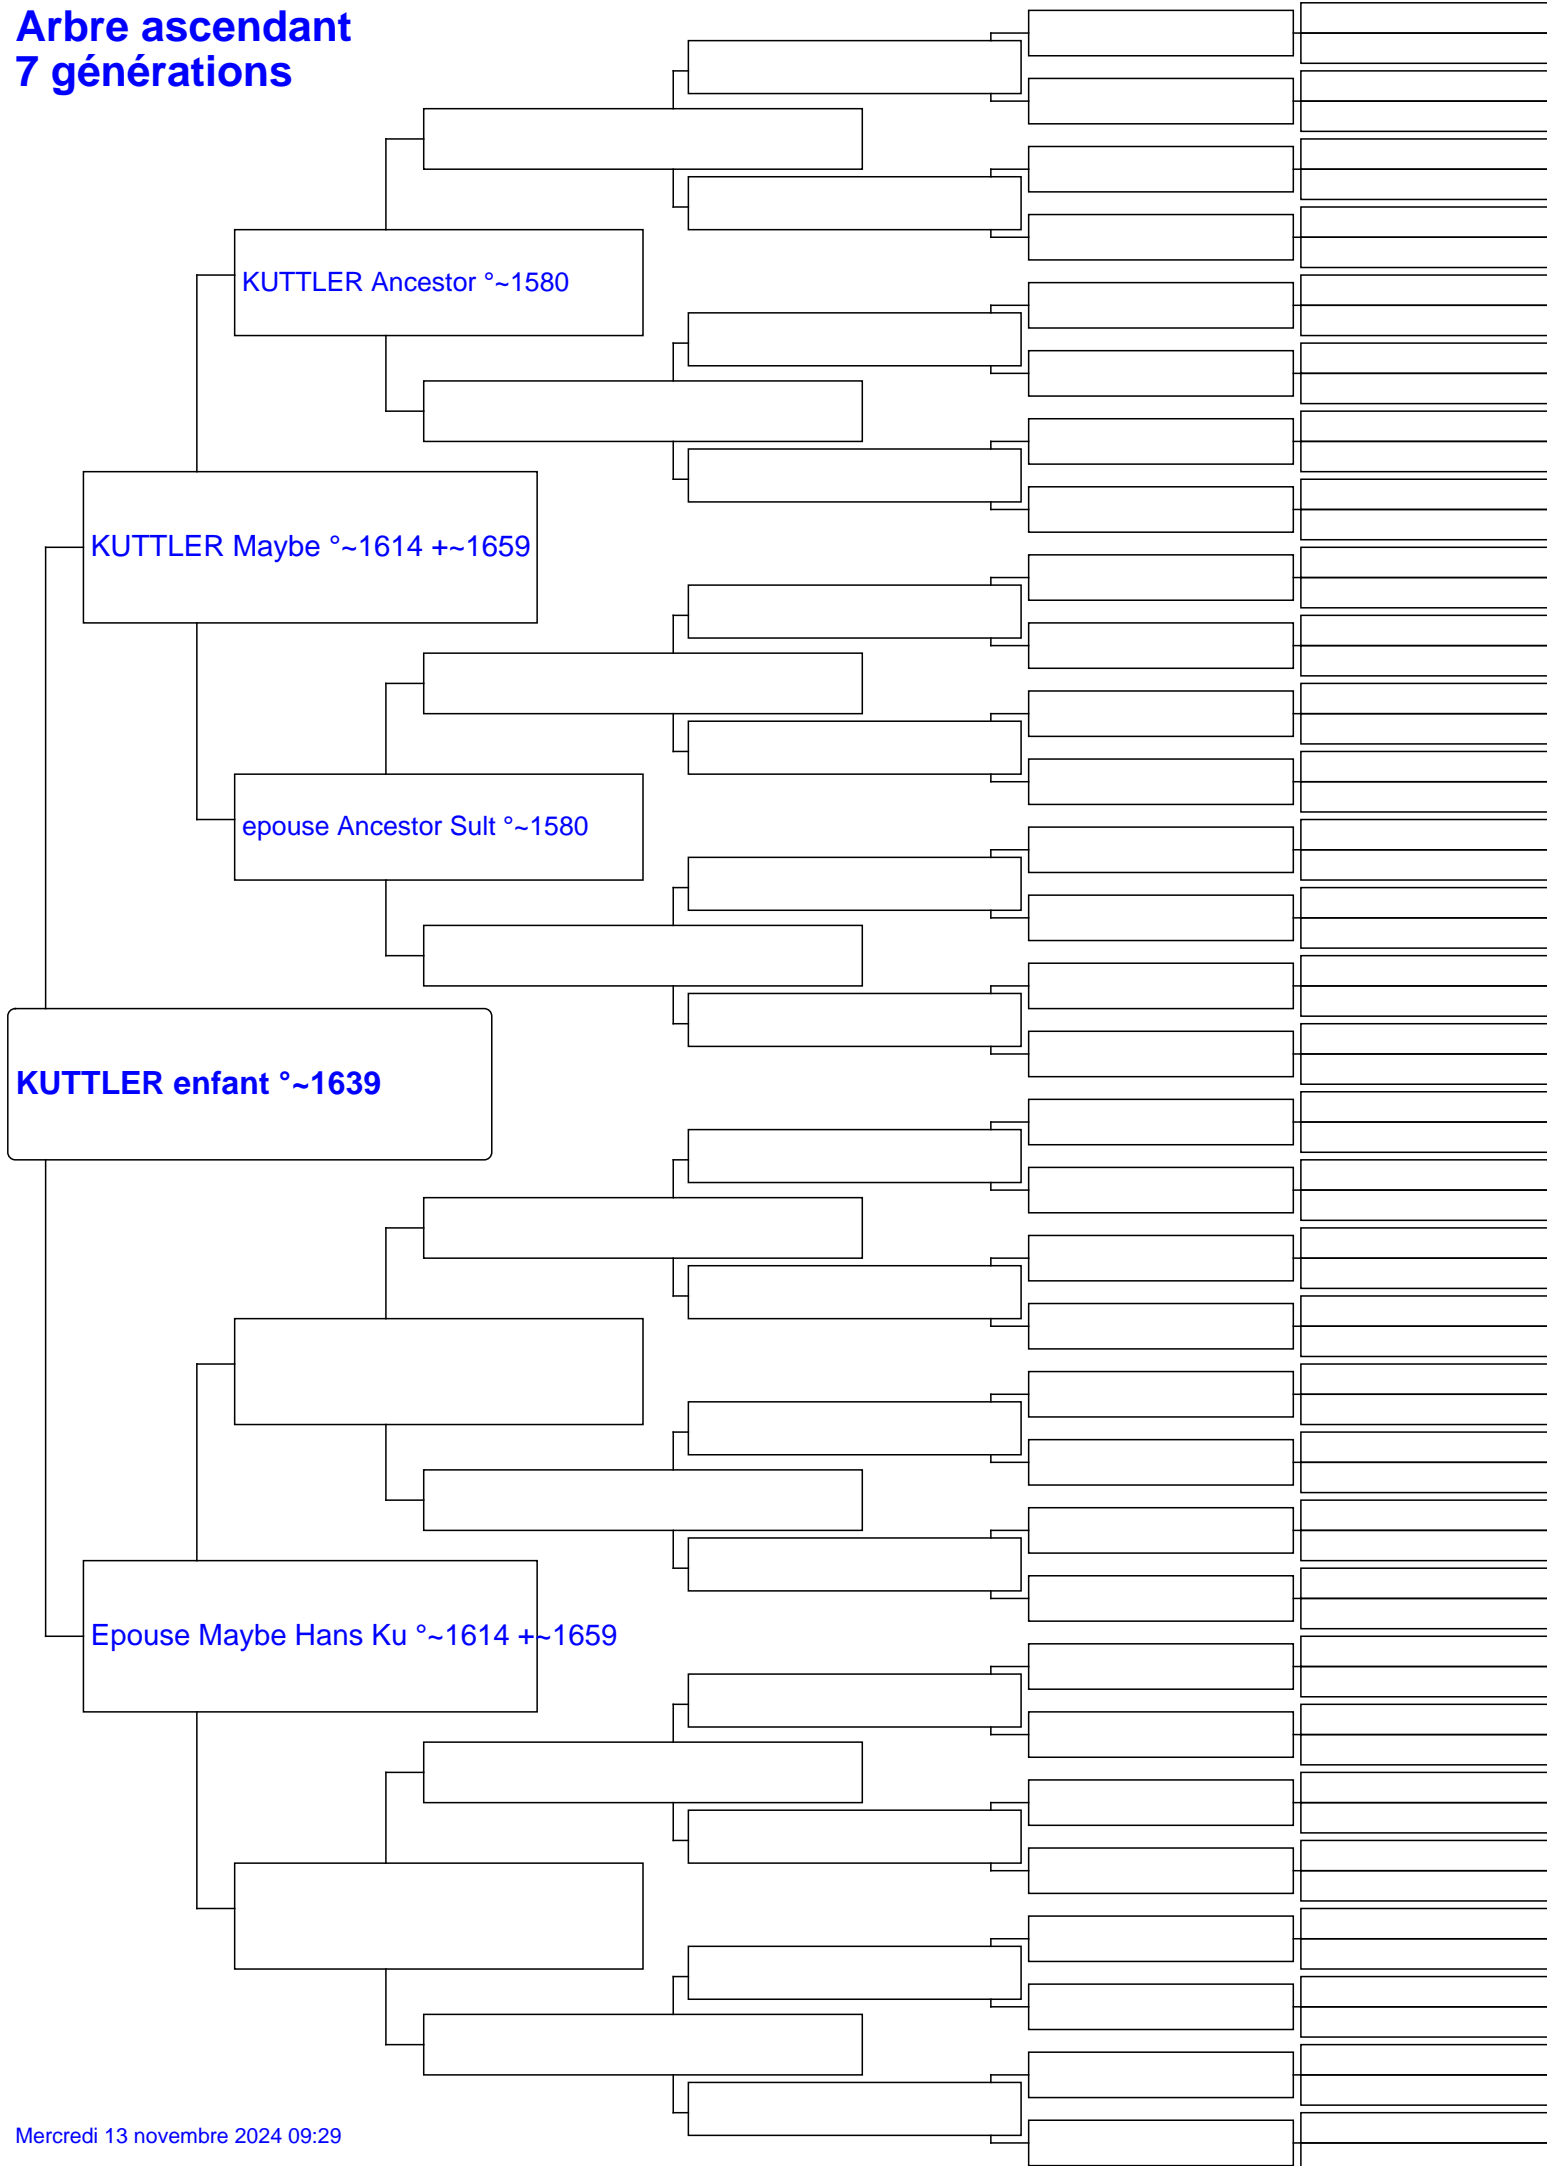 Arbre ascendant
7 générations
KUTTLER Ancestor °~1580
KUTTLER Maybe °~1614 +~1659
epouse Ancestor Sult °~1580
KUTTLER enfant °~1639
Epouse Maybe Hans Ku °~1614 +~1659
Mercredi 13 novembre 2024 09:29